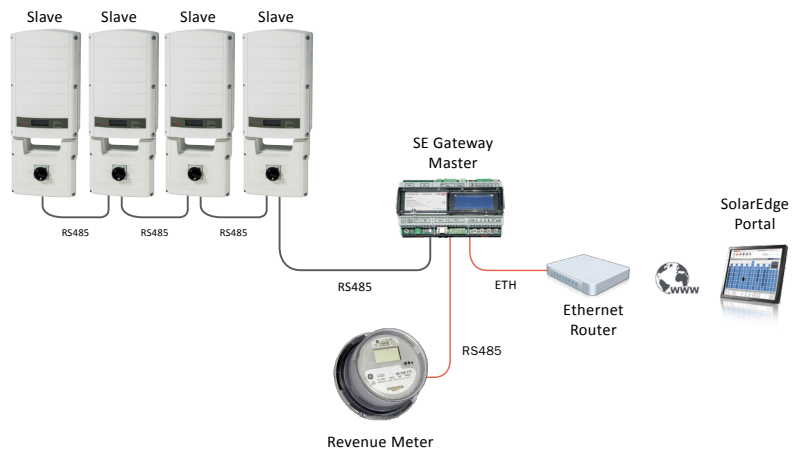 Slave
Slave
Slave
Slave
SE Gateway
Master
SolarEdge
Portal
RS485
RS485
RS485
RS485
ETH
WWW
Ethernet
Router
RS485
Revenue Meter